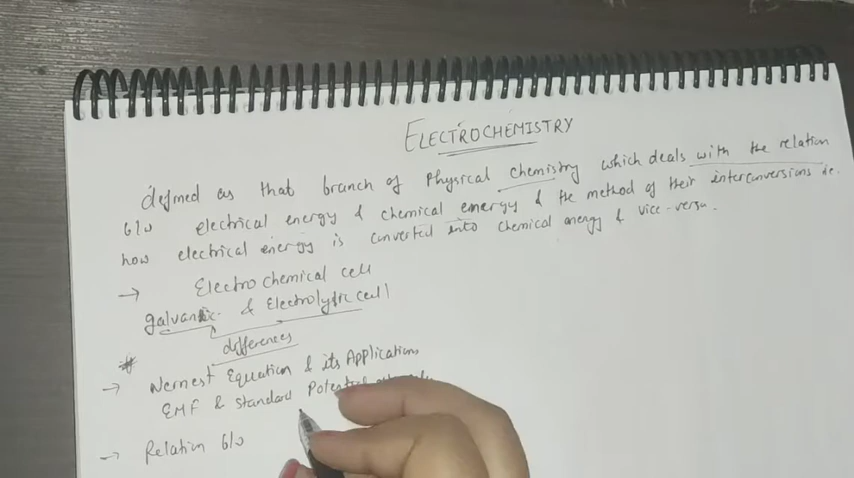 ELECTROCHEMISTRY
defined as that branch of Physical chemistry which deals with the relation
b/w electrical energy & chemical energy & the method of their interconversions i.e.
how electrical energy is converted into chemical energy & vice-versa.
→ Electrochemical cell
galvanic & Electrolytic cell
differences
→ Nernest Equation & its Applications
EMF & Standard
→ Relation b/w